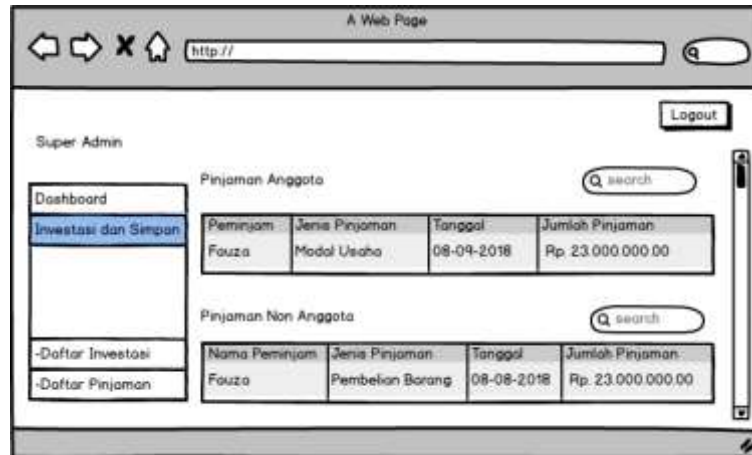 A Web Page
http://
Logout
Super Admin
Dashboard
Investasi dan Simpan
-Daftar Investasi
-Daftar Pinjaman
Pinjaman Anggota
search
Peminjam Jenis Pinjaman Tanggal Jumlah Pinjaman
Fauza Modal Usaha 08-09-2018 Rp. 23.000.000.00
Pinjaman Non Anggota
search
Nama Peminjam Jenis Pinjaman Tanggal Jumlah Pinjaman
Fauza Pembelian Barang 08-08-2018 Rp. 23.000.000,00